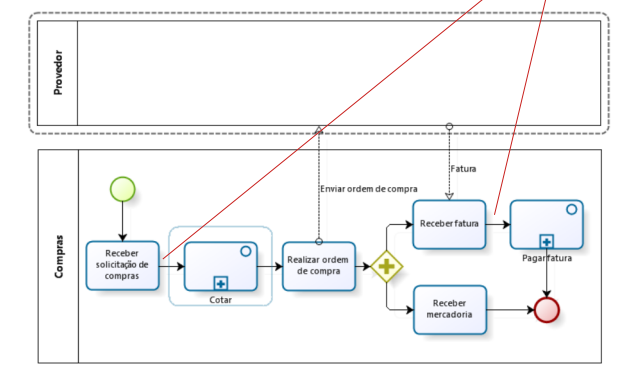 Provedor
Enviar ordem de compra
Fatura
Compras
Receber
solicitação de
compras
Cotar
Realizar ordem
de compra
Receber fatura
Pagar fatura
Receber
mercadoria